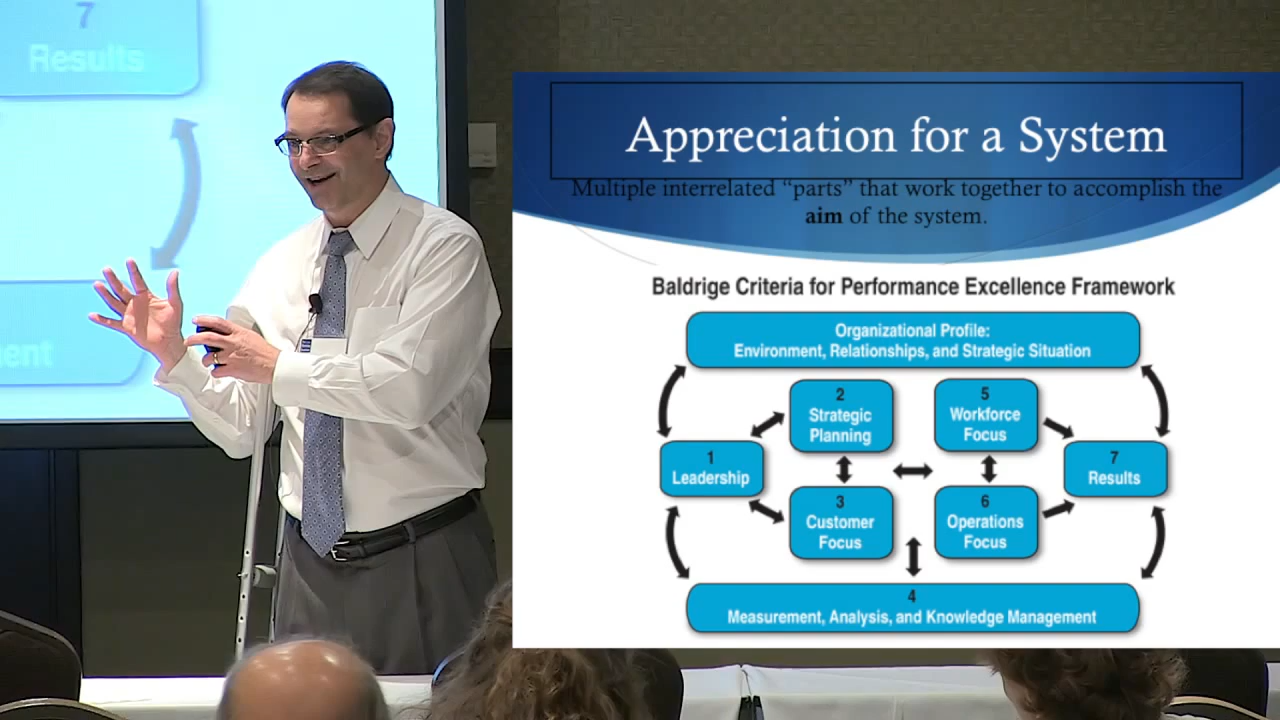 7
Results
ent
Appreciation for a System
Multiple interrelated “parts” that work together to accomplish the
aim of the system.
Baldrige Criteria for Performance Excellence Framework
Organizational Profile:
Environment, Relationships, and Strategic Situation
2
Strategic
Planning
5
Workforce
Focus
1
Leadership
7
Results
3
Customer
Focus
6
Operations
Focus
4
Measurement, Analysis, and Knowledge Management